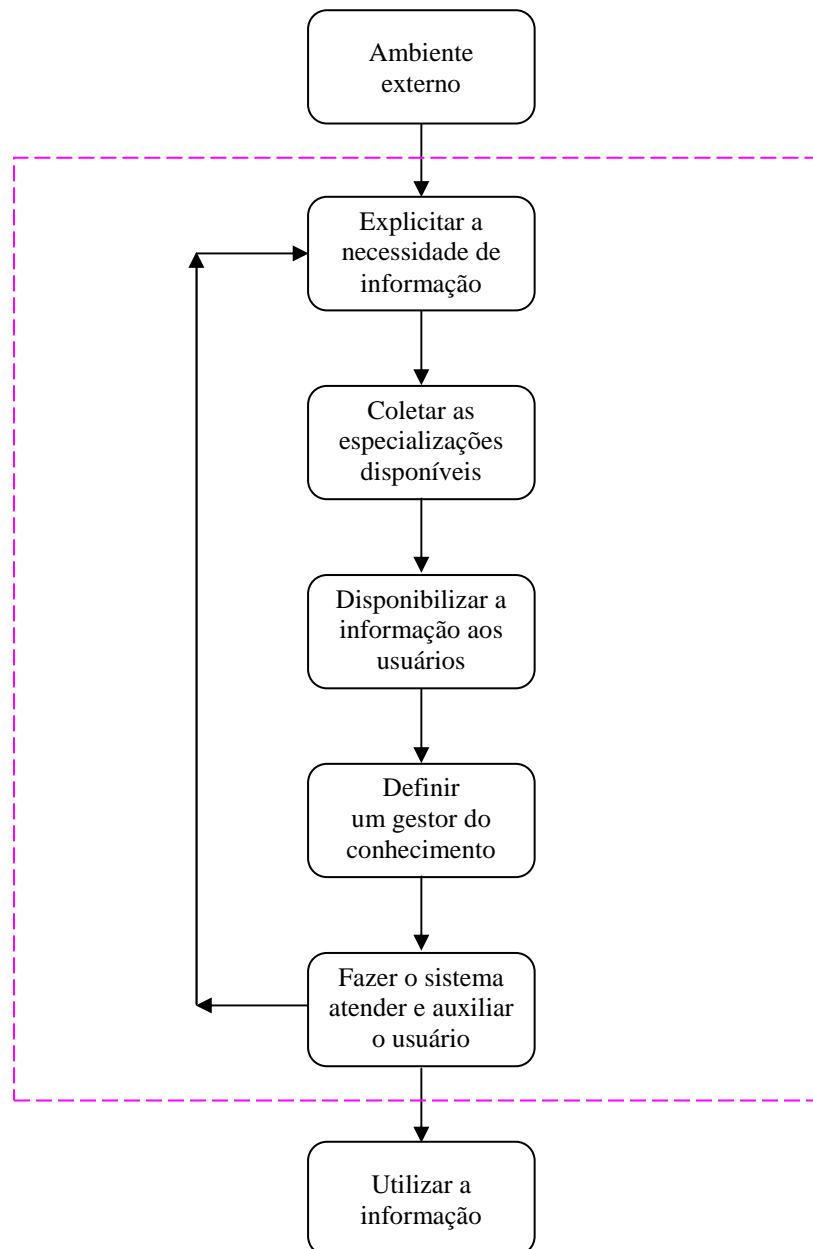 Ambiente
externo
Explicitar a
necessidade de
informação
Coletar as
especializações
disponíveis
Disponibilizar a
informação aos
usuários
Definir
um gestor do
conhecimento
Fazer o sistema
atender e auxiliar
o usuário
Utilizar a
informação